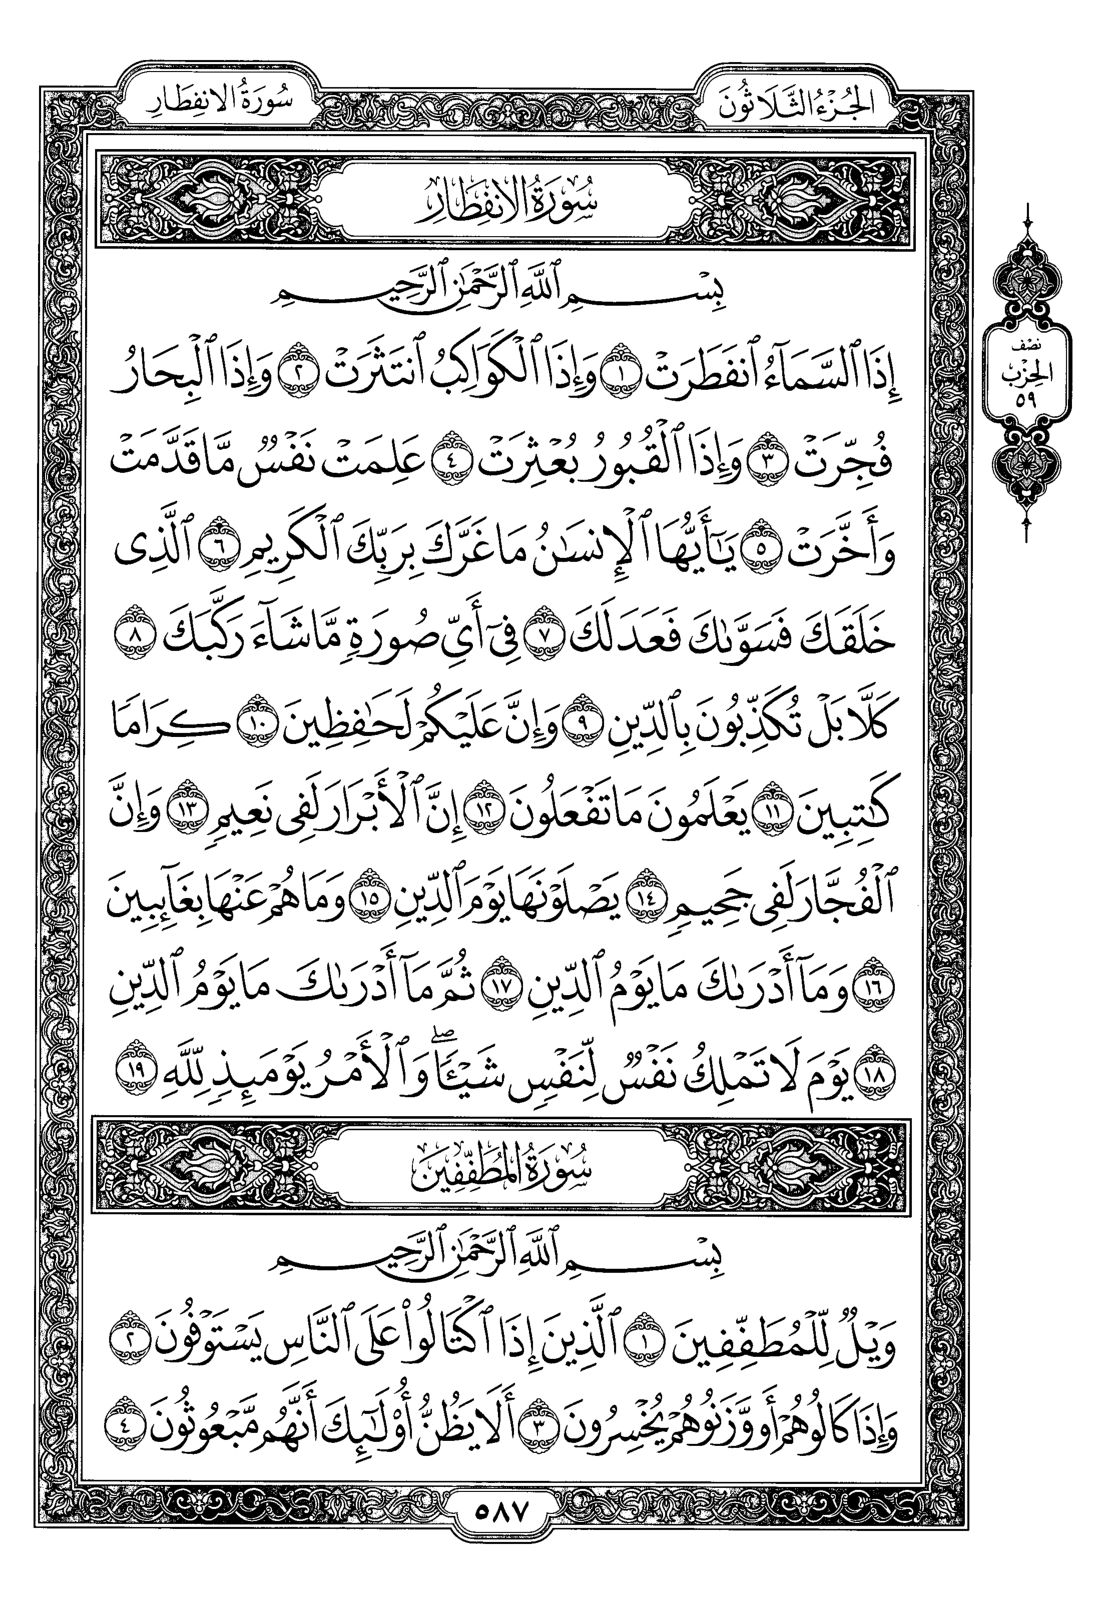 الجُزْءُ الثَّلَاثُونَ
سُورَةُ الانفِطَارِ
سُورَةُ الانفِطَارِ
بِسْمِ ٱللَّهِ ٱلرَّحْمَٰنِ ٱلرَّحِيمِ
إِذَا ٱلسَّمَآءُ ٱنفَطَرَتْ ١ وَإِذَا ٱلْكَوَاكِبُ ٱنتَثَرَتْ ٢ وَإِذَا ٱلْبِحَارُ
فُجِّرَتْ ٣ وَإِذَا ٱلْقُبُورُ بُعْثِرَتْ ٤ عَلِمَتْ نَفْسٌ مَّا قَدَّمَتْ
وَأَخَّرَتْ ٥ يَٰٓأَيُّهَا ٱلْإِنسَٰنُ مَا غَرَّكَ بِرَبِّكَ ٱلْكَرِيمِ ٦ ٱلَّذِى
خَلَقَكَ فَسَوَّىٰكَ فَعَدَلَكَ ٧ فِىٓ أَىِّ صُورَةٍ مَّا شَآءَ رَكَّبَكَ ٨
كَلَّا بَلْ تُكَذِّبُونَ بِٱلدِّينِ ٩ وَإِنَّ عَلَيْكُمْ لَحَٰفِظِينَ ١٠ كِرَامًا
كَٰتِبِينَ ١١ يَعْلَمُونَ مَا تَفْعَلُونَ ١٢ إِنَّ ٱلْأَبْرَارَ لَفِى نَعِيمٍ ١٣ وَإِنَّ
ٱلْفُجَّارَ لَفِى جَحِيمٍ ١٤ يَصْلَوْنَهَا يَوْمَ ٱلدِّينِ ١٥ وَمَا هُمْ عَنْهَا بِغَآئِبِينَ
١٦ وَمَآ أَدْرَىٰكَ مَا يَوْمُ ٱلدِّينِ ١٧ ثُمَّ مَآ أَدْرَىٰكَ مَا يَوْمُ ٱلدِّينِ
١٨ يَوْمَ لَا تَمْلِكُ نَفْسٌ لِّنَفْسٍ شَيْـًٔا ۖ وَٱلْأَمْرُ يَوْمَئِذٍ لِّلَّهِ ١٩
سُورَةُ المُطَفِّفِينَ
بِسْمِ ٱللَّهِ ٱلرَّحْمَٰنِ ٱلرَّحِيمِ
وَيْلٌ لِّلْمُطَفِّفِينَ ١ ٱلَّذِينَ إِذَا ٱكْتَالُوا۟ عَلَى ٱلنَّاسِ يَسْتَوْفُونَ ٢
وَإِذَا كَالُوهُمْ أَو وَّزَنُوهُمْ يُخْسِرُونَ ٣ أَلَا يَظُنُّ أُو۟لَٰٓئِكَ أَنَّهُم مَّبْعُوثُونَ ٤
٥٨٧
نصف
الحِزْب
٥٩